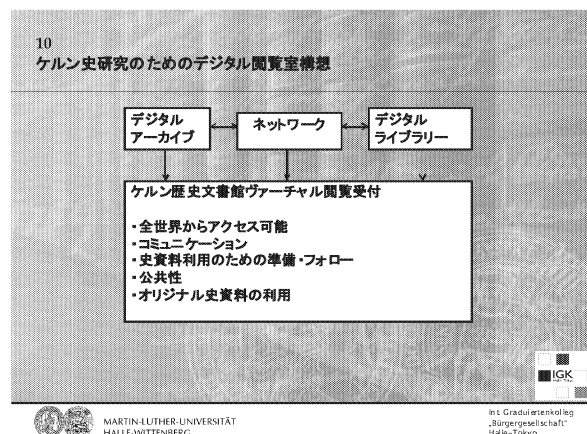 10
ケルン史研究のためのデジタル閲覧室構想
デジタル
アーカイブ
ネットワーク
デジタル
ライブラリー
ケルン歴史文書館ヴァーチャル閲覧受付
・全世界からアクセス可能
・コミュニケーション
・史資料利用のための準備・フォロー
・公共性
・オリジナル史資料の利用
IGK
Halle-Tokyo
MARTIN-LUTHER-UNIVERSITÄT
HALLE-WITTENBERG
Int. Graduiertenkolleg
„Bürgergesellschaft“
Halle-Tokyo